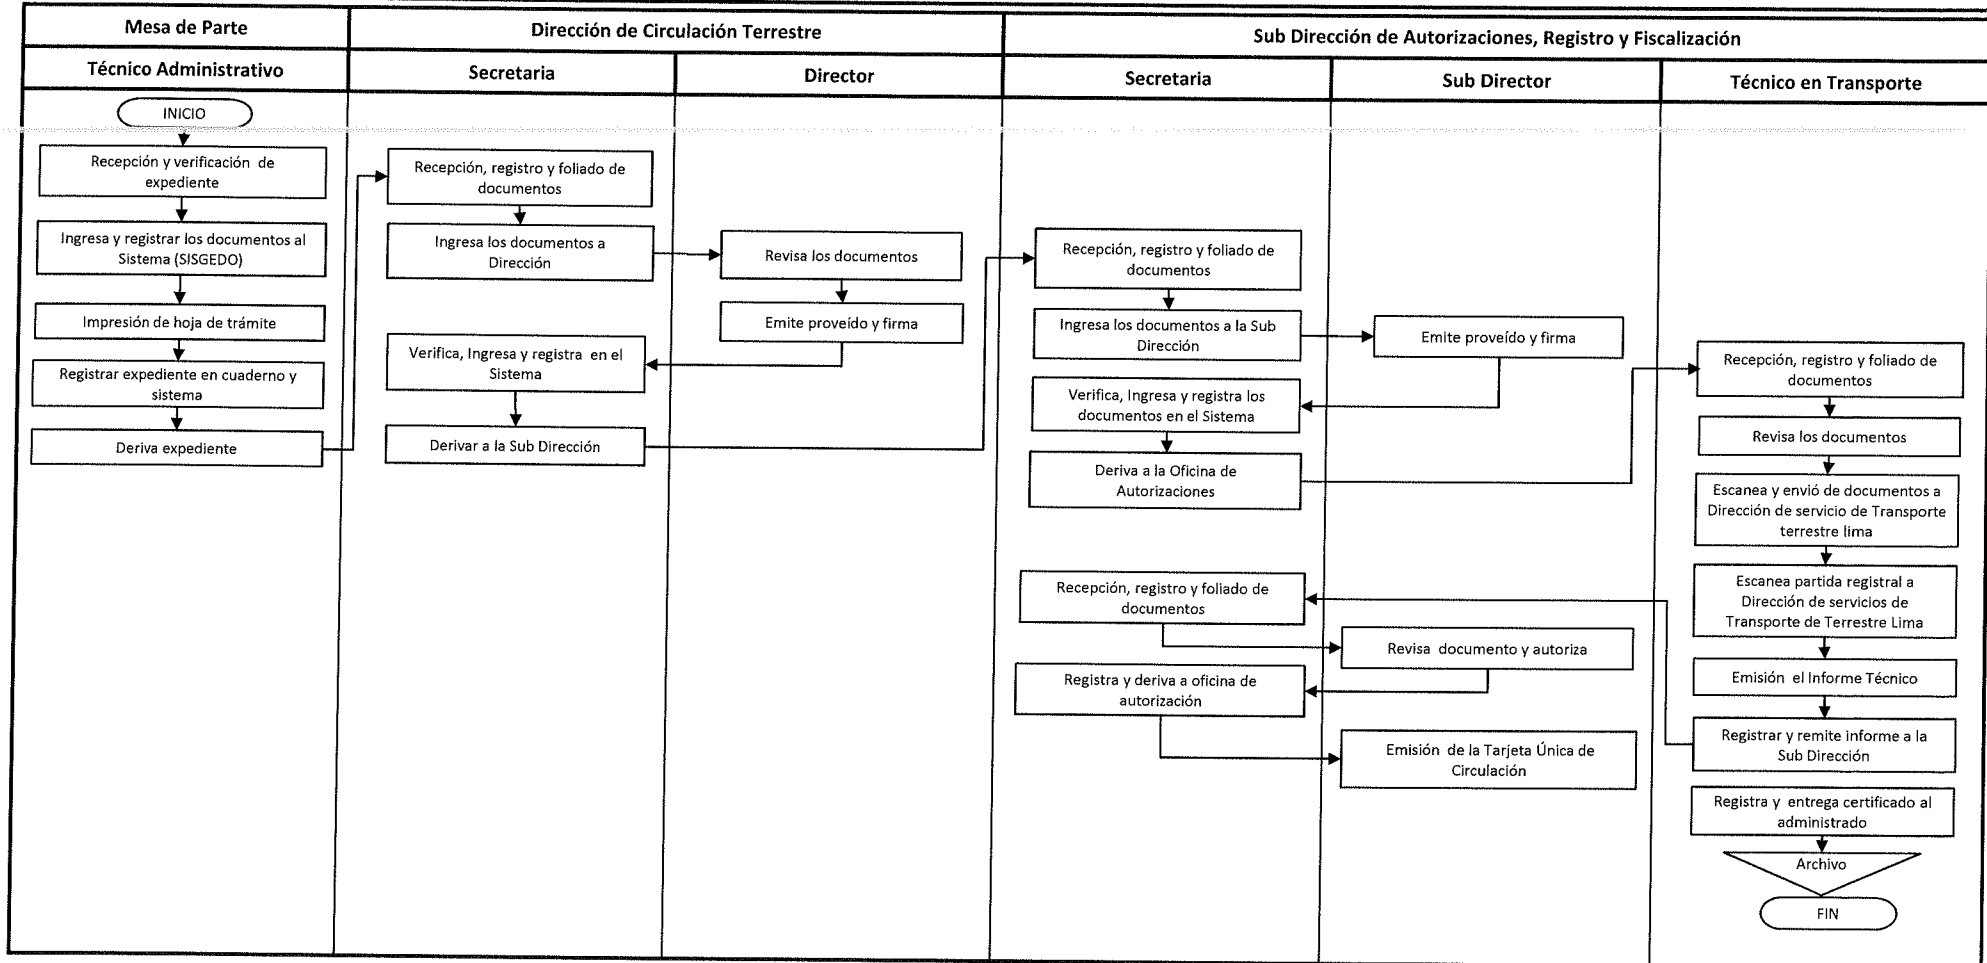 Mesa de Parte
Dirección de Circulación Terrestre
Sub Dirección de Autorizaciones, Registro y Fiscalización
Técnico Administrativo
Secretaria
Director
Secretaria
Sub Director
Técnico en Transporte
INICIO
Recepción y verificación de
expediente
Ingresa y registrar los documentos al
Sistema (SISGEDO)
Impresión de hoja de trámite
Registrar expediente en cuaderno y
sistema
Deriva expediente
Recepción, registro y foliado de
documentos
Ingresa los documentos a
Dirección
Revisa los documentos
Emite proveído y firma
Verifica, Ingresa y registra en el
Sistema
Derivar a la Sub Dirección
Recepción, registro y foliado de
documentos
Ingresa los documentos a la Sub
Dirección
Emite proveído y firma
Verifica, Ingresa y registra los
documentos en el Sistema
Deriva a la Oficina de
Autorizaciones
Recepción, registro y foliado de
documentos
Revisa los documentos
Escanea y envió de documentos a
Dirección de servicio de Transporte
terrestre lima
Escanea partida registral a
Dirección de servicios de
Transporte de Terrestre Lima
Emisión el Informe Técnico
Registrar y remite informe a la
Sub Dirección
Recepción, registro y foliado de
documentos
Revisa documento y autoriza
Registra y deriva a oficina de
autorización
Emisión de la Tarjeta Única de
Circulación
Registra y entrega certificado al
administrado
Archivo
FIN